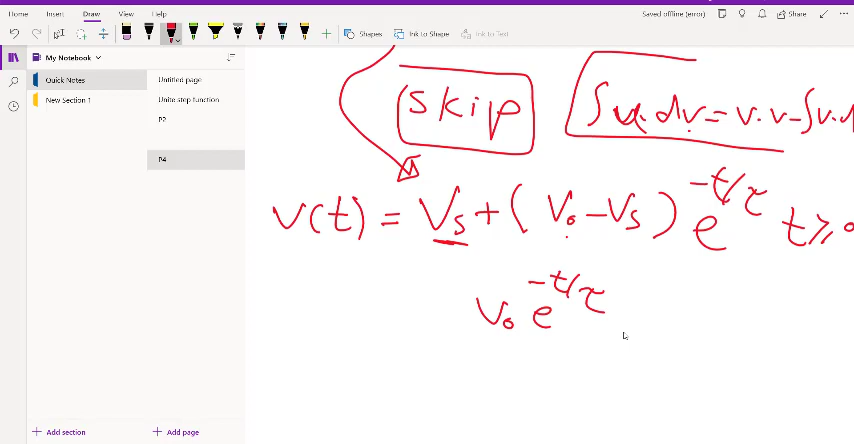 Home Insert Draw View Help Saved offline (error) Share
Shapes Ink to Shape Ink to Text
My Notebook
Quick Notes
New Section 1
Untitled page
Unite step function
P2
P4
Skip
∫ u. dv = v. v - ∫ v. d
V(t) = Vs + ( Vo - Vs ) e^-t/τ t ≥ 0
Vo e^-t/τ
Add section Add page